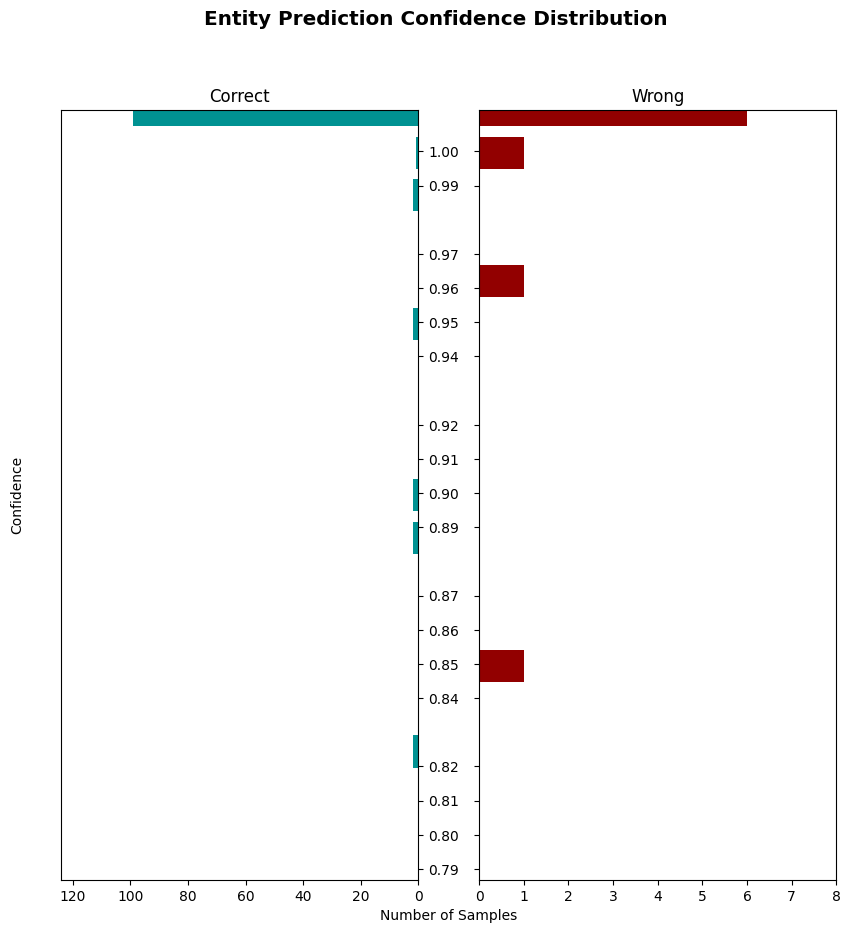 Entity Prediction Confidence Distribution
Correct
Wrong
1.00
0.99
0.97
0.96
0.95
0.94
0.92
0.91
0.90
0.89
0.87
0.86
0.85
0.84
0.82
0.81
0.80
0.79
Confidence
120 100 80 60 40 20 0
0 1 2 3 4 5 6 7 8
Number of Samples